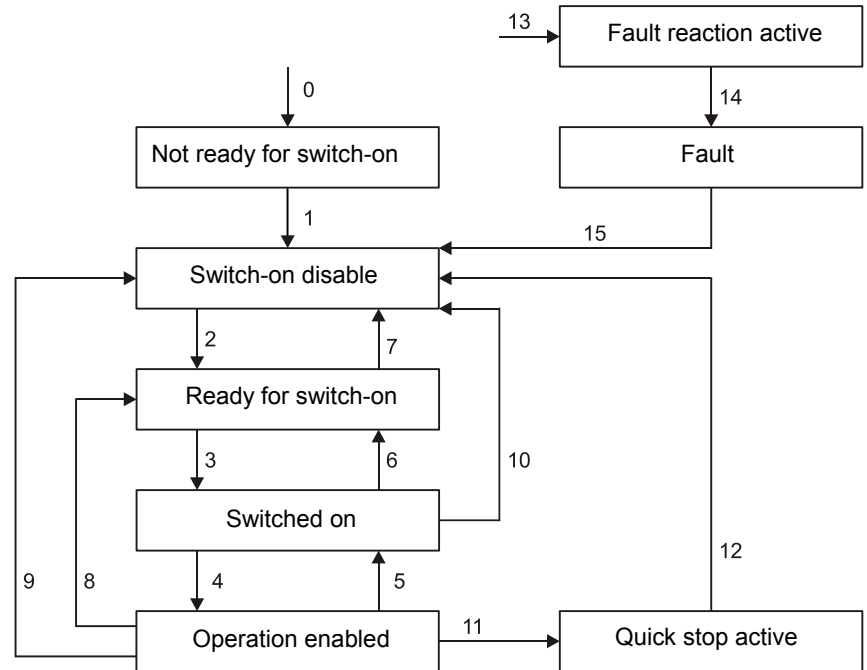 13
Fault reaction active
0
14
Not ready for switch-on
Fault
1
15
Switch-on disable
2
7
Ready for switch-on
3
6
10
Switched on
9
8
4
5
12
Operation enabled
11
Quick stop active